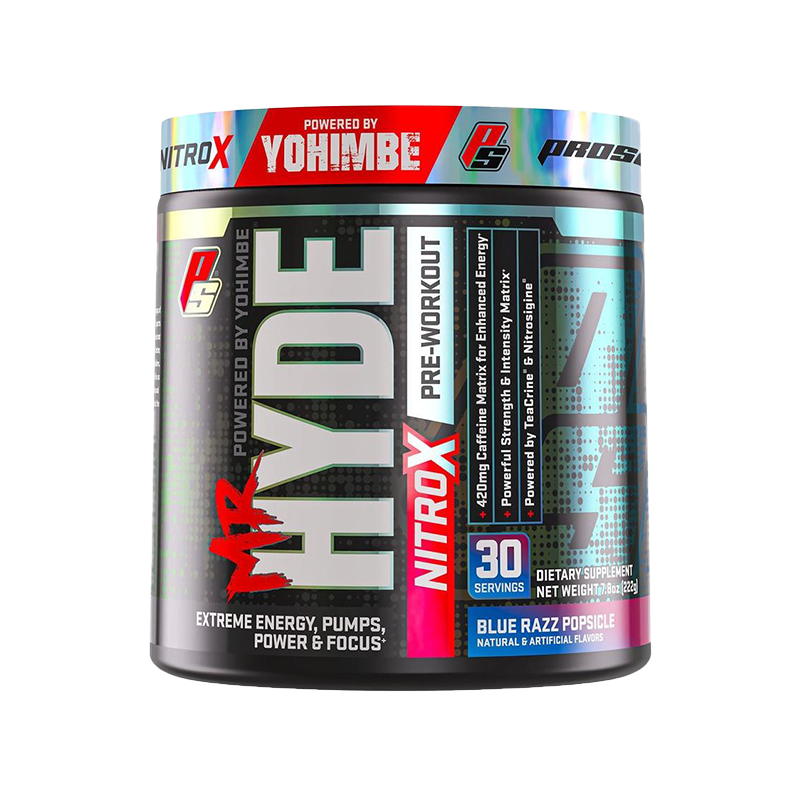 NITROX
POWERED BY
YOHIMBE
PS
PS
POWERED BY YOHIMBE
MR.
HYDE
NITROX
PRE-WORKOUT
+ 420mg Caffeine Matrix for Enhanced Energy
+ Powerful Strength & Intensity Matrix
+ Powered by TeaCrine® & Nitrosigine®
30
SERVINGS
DIETARY SUPPLEMENT
NET WEIGHT 7.8oz (222g)
EXTREME ENERGY, PUMPS,
POWER & FOCUS+
BLUE RAZZ POPSICLE
NATURAL & ARTIFICIAL FLAVORS